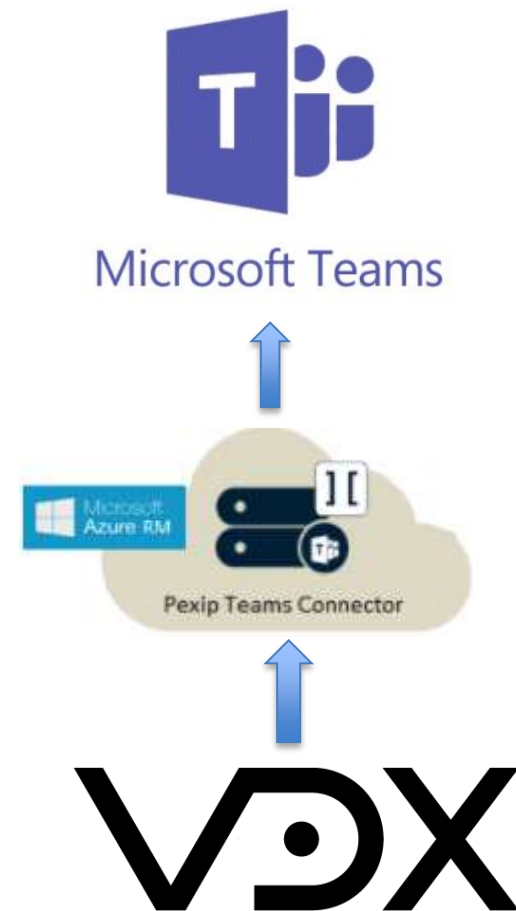 T
Microsoft Teams
Microsoft
Azure RM
][
T
Pexip Teams Connector
VDX